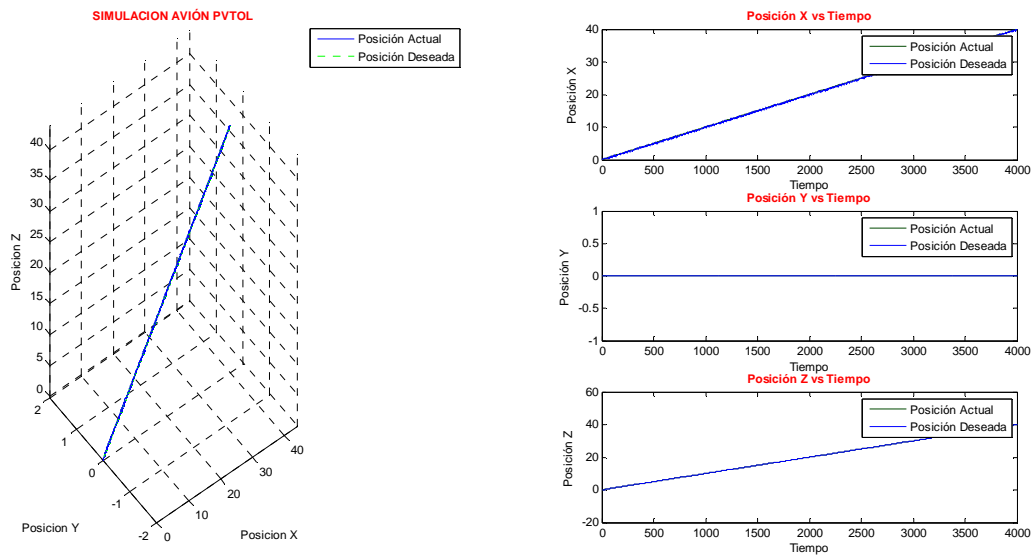 SIMULACION AVIÓN PVTOL
Posición Actual
Posición Deseada
Posicion Z
40
35
30
25
20
15
10
5
0
2
1
0
-1
-2
Posicion Y
0
10
20
30
40
Posicion X
Posición X vs Tiempo
Posición Actual
Posición Deseada
Posición X
40
30
20
10
0
0 500 1000 1500 2000 2500 3000 3500 4000
Tiempo
Posición Y vs Tiempo
Posición Actual
Posición Deseada
Posición Y
1
0.5
0
-0.5
-1
0 500 1000 1500 2000 2500 3000 3500 4000
Tiempo
Posición Z vs Tiempo
Posición Actual
Posición Deseada
Posición Z
60
40
20
0
-20
0 500 1000 1500 2000 2500 3000 3500 4000
Tiempo